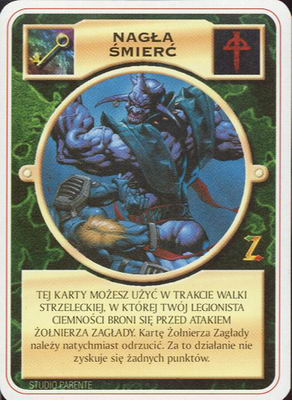 NAGŁA
ŚMIERĆ
Z
TEJ KARTY MOŻESZ UŻYĆ W TRAKCIE WALKI
STRZELECKIEJ, W KTÓREJ TWÓJ LEGIONISTA
CIEMNOŚCI BRONI SIĘ PRZED ATAKIEM
ŻOŁNIERZA ZAGŁADY. Kartę Żołnierza Zagłady
należy natychmiast odrzucić. Za to działanie nie
zyskuje się żadnych punktów.
STUDIO PARENTE